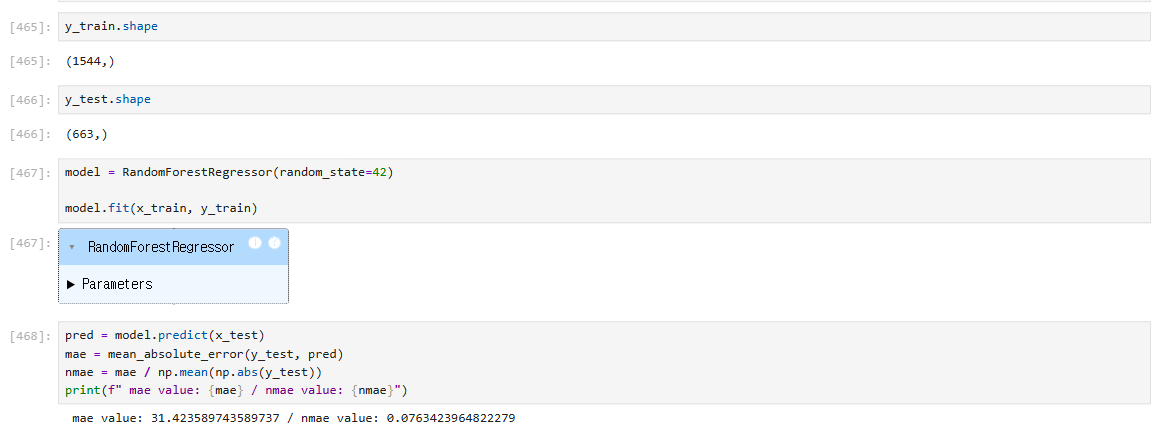 [465]: y_train.shape
[465]: (1544,)
[466]: y_test.shape
[466]: (663,)
[467]: model = RandomForestRegressor(random_state=42)
model.fit(x_train, y_train)
[467]: ▾ RandomForestRegressor i ?
▶ Parameters
[468]: pred = model.predict(x_test)
mae = mean_absolute_error(y_test, pred)
nmae = mae / np.mean(np.abs(y_test))
print(f" mae value: {mae} / nmae value: {nmae}")
mae value: 31.423589743589737 / nmae value: 0.0763423964822279